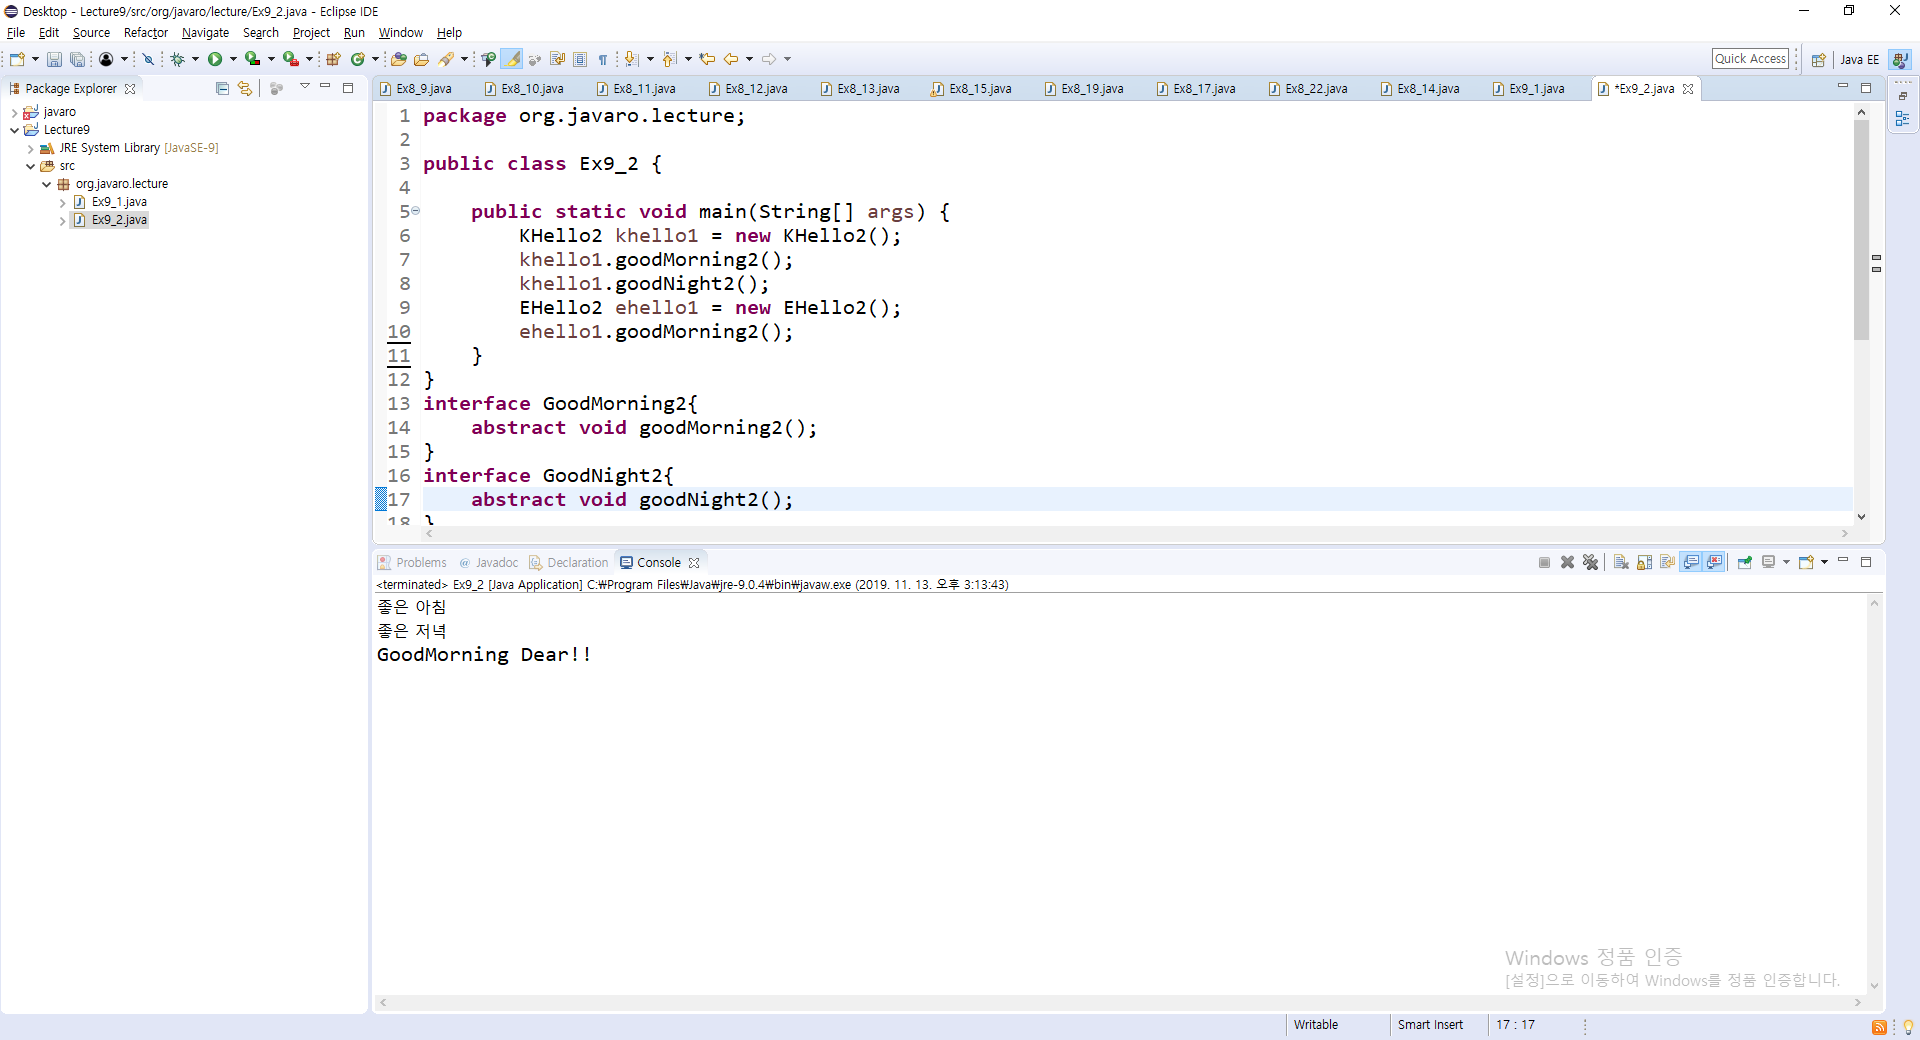 Desktop - Lecture9/src/org/javaro/lecture/Ex9_2.java - Eclipse IDE
File Edit Source Refactor Navigate Search Project Run Window Help
Quick Access Java EE
Package Explorer
javaro
Lecture9
JRE System Library [JavaSE-9]
src
org.javaro.lecture
Ex9_1.java
Ex9_2.java
Ex8_9.java Ex8_10.java Ex8_11.java Ex8_12.java Ex8_13.java Ex8_15.java Ex8_19.java Ex8_17.java Ex8_22.java Ex8_14.java Ex9_1.java *Ex9_2.java
1 package org.javaro.lecture;
2
3 public class Ex9_2 {
4
5 public static void main(String[] args) {
6 KHello2 khello1 = new KHello2();
7 khello1.goodMorning2();
8 khello1.goodNight2();
9 EHello2 ehello1 = new EHello2();
10 ehello1.goodMorning2();
11 }
12 }
13 interface GoodMorning2{
14 abstract void goodMorning2();
15 }
16 interface GoodNight2{
17 abstract void goodNight2();
18 }
Problems @ Javadoc Declaration Console
<terminated> Ex9_2 [Java Application] C:₩Program Files₩Java₩jre-9.0.4₩bin₩javaw.exe (2019. 11. 13. 오후 3:13:43)
좋은 아침
좋은 저녁
GoodMorning Dear!!
Windows 정품 인증
[설정]으로 이동하여 Windows를 정품 인증합니다.
Writable Smart Insert 17 : 17